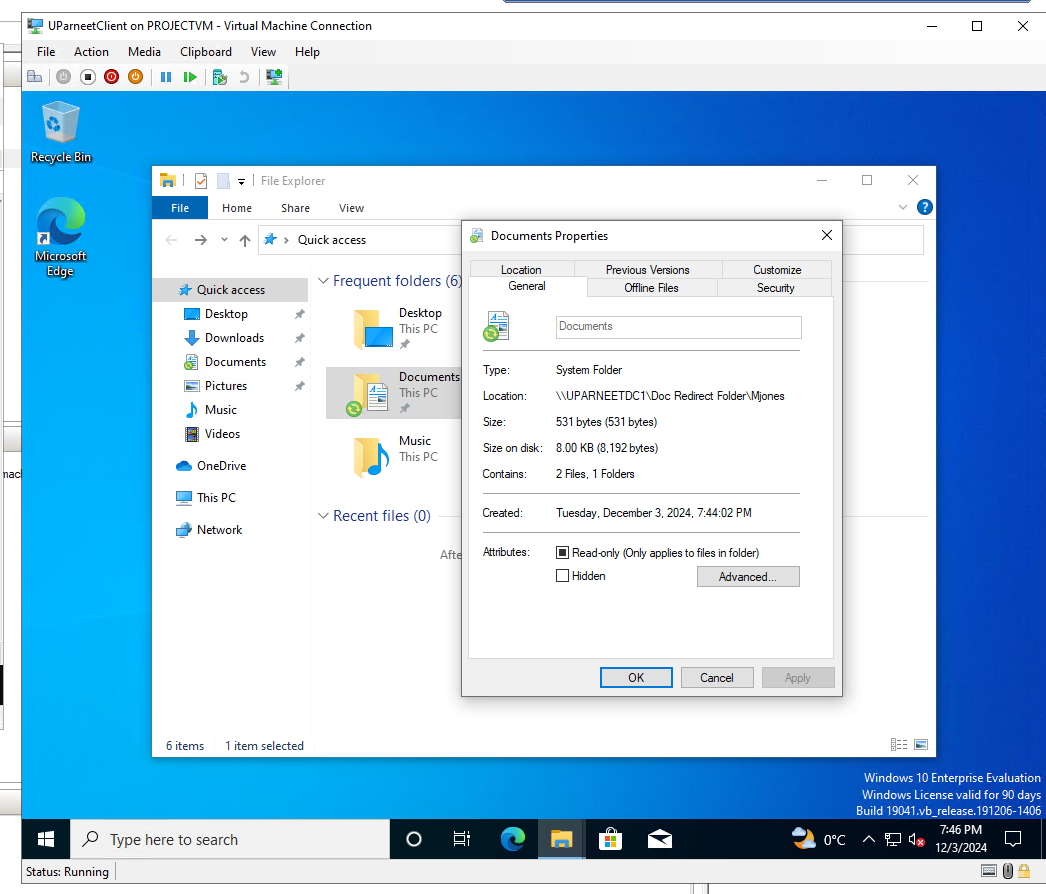 UParneetClient on PROJECTVM - Virtual Machine Connection
File Action Media Clipboard View Help
Recycle Bin
Microsoft
Edge
File Explorer
File Home Share View
Quick access
Quick access
Desktop
Downloads
Documents
Pictures
Music
Videos
OneDrive
This PC
Network
Frequent folders (6)
Desktop
This PC
Documents
This PC
Music
This PC
Recent files (0)
Afte
6 items 1 item selected
Documents Properties
Location Previous Versions Customize
General Offline Files Security
Documents
Type: System Folder
Location: \\UPARNEETDC1\Doc Redirect Folder\Mjones
Size: 531 bytes (531 bytes)
Size on disk: 8.00 KB (8,192 bytes)
Contains: 2 Files, 1 Folders
Created: Tuesday, December 3, 2024, 7:44:02 PM
Attributes: Read-only (Only applies to files in folder)
Hidden Advanced...
OK Cancel Apply
Windows 10 Enterprise Evaluation
Windows License valid for 90 days
Build 19041.vb_release.191206-1406
Type here to search
0°C
7:46 PM
12/3/2024
Status: Running